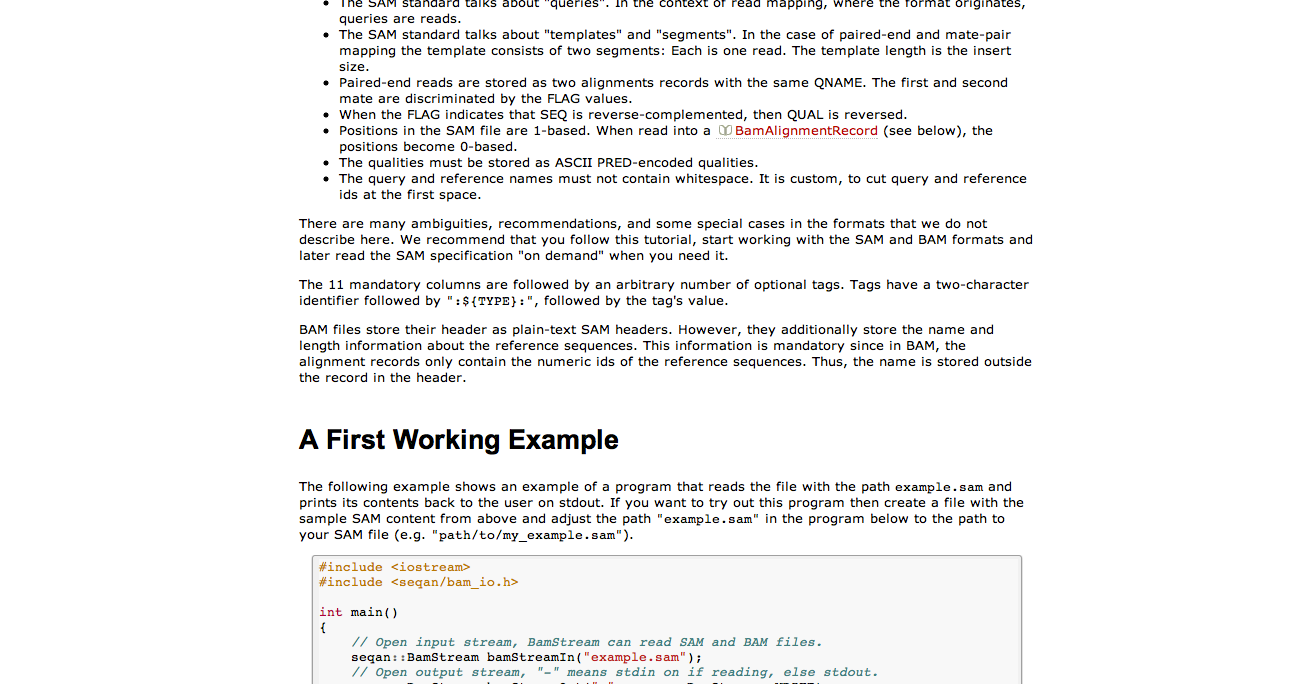 The SAM standard talks about "queries". In the context of read mapping, where the format originates,
queries are reads.
The SAM standard talks about "templates" and "segments". In the case of paired-end and mate-pair
mapping the template consists of two segments: Each is one read. The template length is the insert
size.
Paired-end reads are stored as two alignments records with the same QNAME. The first and second
mate are discriminated by the FLAG values.
When the FLAG indicates that SEQ is reverse-complemented, then QUAL is reversed.
Positions in the SAM file are 1-based. When read into a BamAlignmentRecord (see below), the
positions become 0-based.
The qualities must be stored as ASCII PRED-encoded qualities.
The query and reference names must not contain whitespace. It is custom, to cut query and reference
ids at the first space.
There are many ambiguities, recommendations, and some special cases in the formats that we do not
describe here. We recommend that you follow this tutorial, start working with the SAM and BAM formats and
later read the SAM specification "on demand" when you need it.
The 11 mandatory columns are followed by an arbitrary number of optional tags. Tags have a two-character
identifier followed by ":${TYPE}:", followed by the tag's value.
BAM files store their header as plain-text SAM headers. However, they additionally store the name and
length information about the reference sequences. This information is mandatory since in BAM, the
alignment records only contain the numeric ids of the reference sequences. Thus, the name is stored outside
the record in the header.
A First Working Example
The following example shows an example of a program that reads the file with the path example.sam and
prints its contents back to the user on stdout. If you want to try out this program then create a file with the
sample SAM content from above and adjust the path "example.sam" in the program below to the path to
your SAM file (e.g. "path/to/my_example.sam").
#include <iostream>
#include <seqan/bam_io.h>
int main()
{
// Open input stream, BamStream can read SAM and BAM files.
seqan::BamStream bamStreamIn("example.sam");
// Open output stream, "-" means stdin on if reading, else stdout.